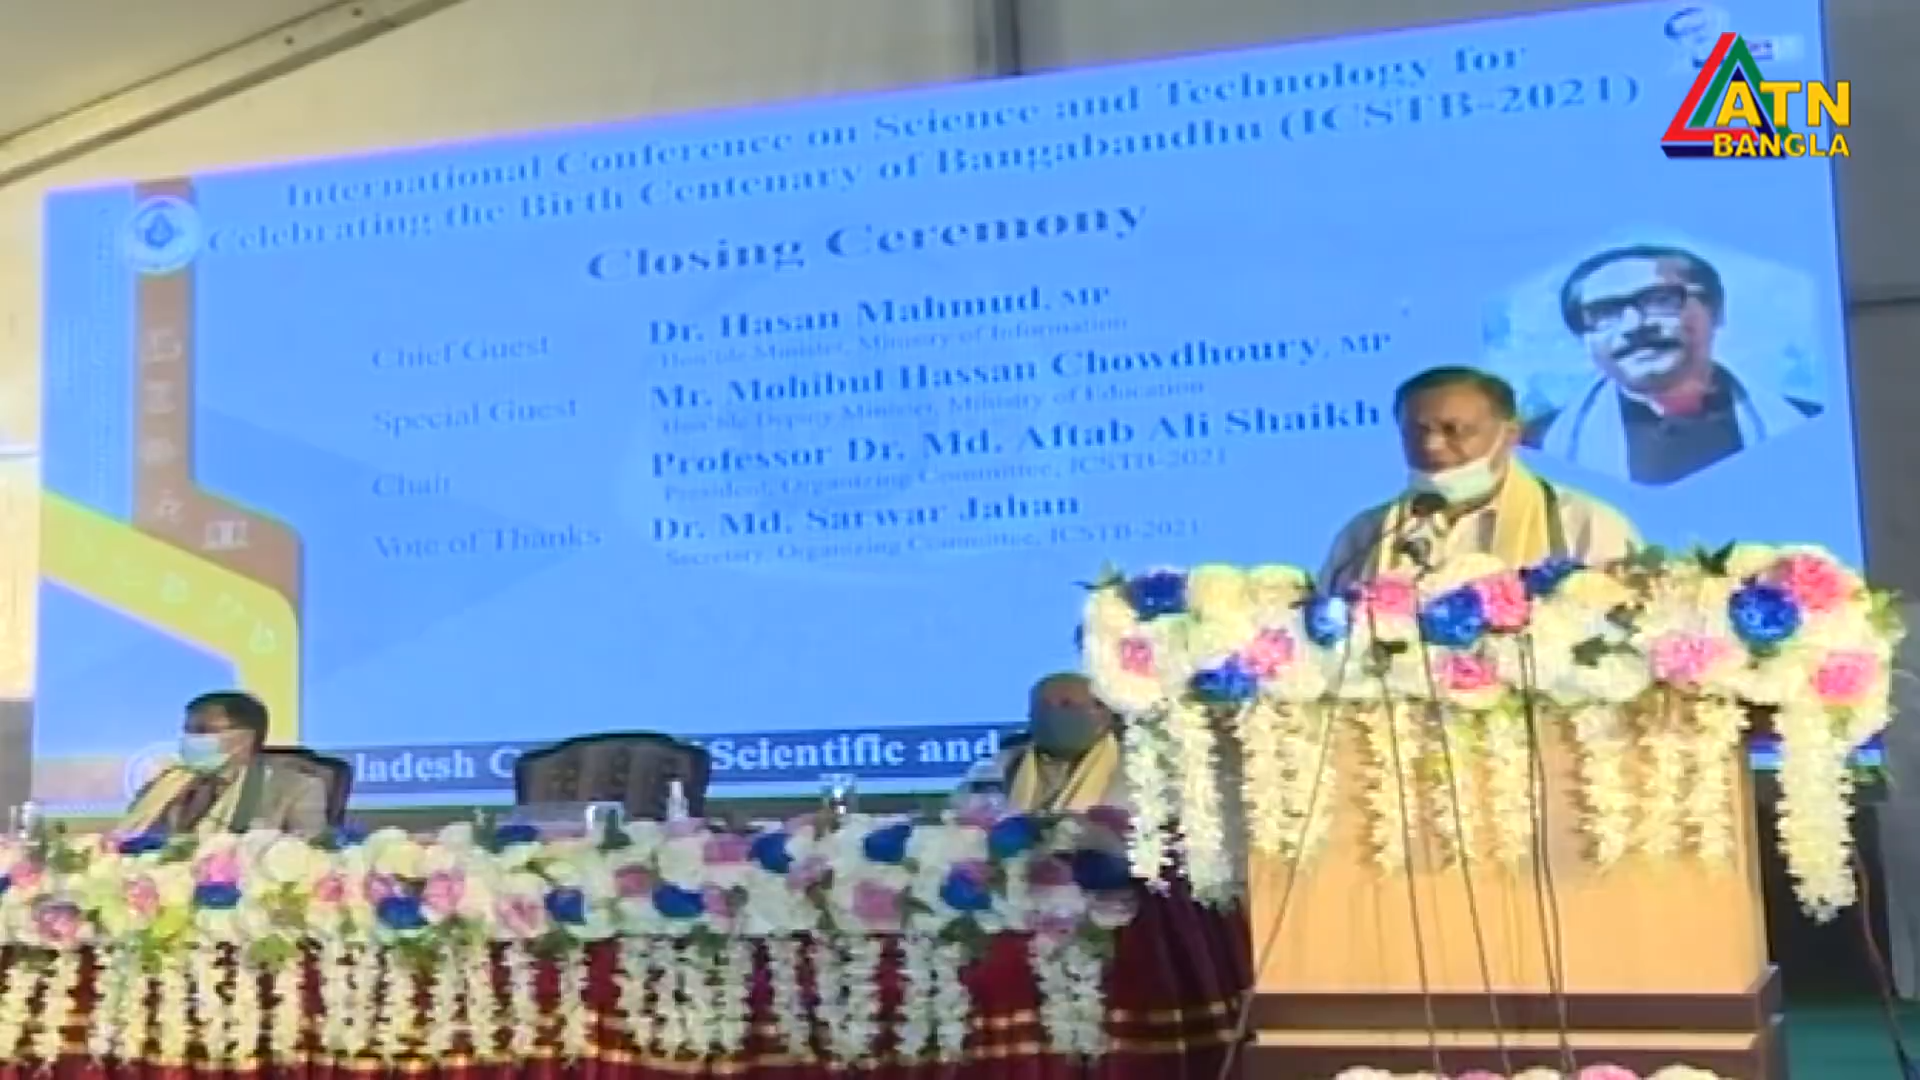 ATN
BANGLA
International Conference on Science and Technology for
Celebrating the Birth Centenary of Bangabandhu (ICSTB-2021)
Closing Ceremony
Chief Guest
Dr. Hasan Mahmud, MP
Hon'ble Minister, Ministry of Information
Special Guest
Mr. Mohibul Hassan Chowdhoury, MP
Hon'ble Deputy Minister, Ministry of Education
Chair
Professor Dr. Md. Aftab Ali Shaikh
President, Organizing Committee, ICSTB-2021
Vote of Thanks
Dr. Md. Sarwar Jahan
Secretary, Organizing Committee, ICSTB-2021
ladesh C Scientific and